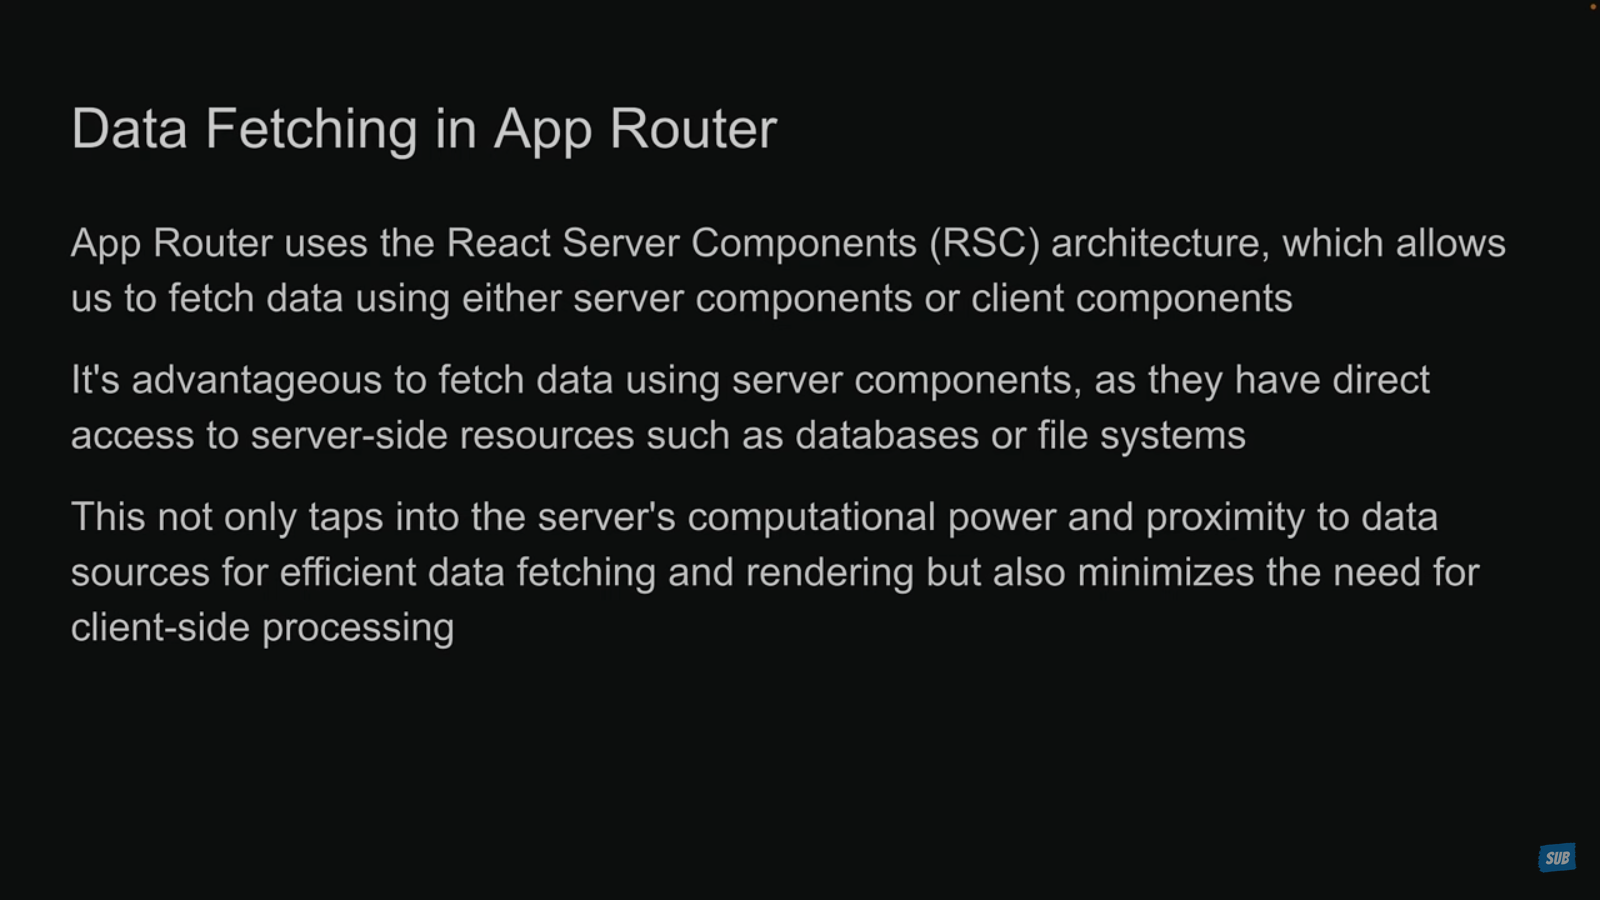 Data Fetching in App Router
App Router uses the React Server Components (RSC) architecture, which allows
us to fetch data using either server components or client components
It's advantageous to fetch data using server components, as they have direct
access to server-side resources such as databases or file systems
This not only taps into the server's computational power and proximity to data
sources for efficient data fetching and rendering but also minimizes the need for
client-side processing
SUB